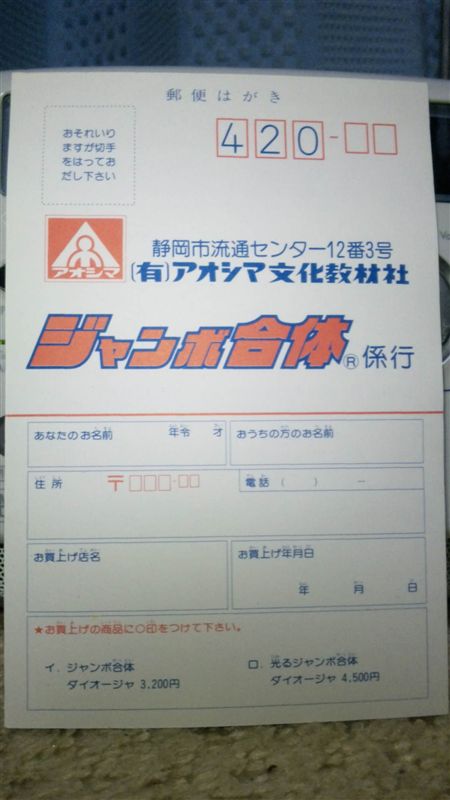 郵便はがき
おそれいり
ますが切手
をはってお
だし下さい
420-□□
アオシマ
静岡市流通センター12番3号
(有)アオシマ文化教材社
ジャンボ合体®係行
あなたのお名前 年令 才
おうちの方のお名前
住所 〒□□□-□□
電話( ) −
お買上げ店名
お買上げ年月日
年 月 日
★お買上げの商品に○印をつけて下さい。
イ.ジャンボ合体
ダイオージャ 3,200円
ロ.光るジャンボ合体
ダイオージャ 4,500円